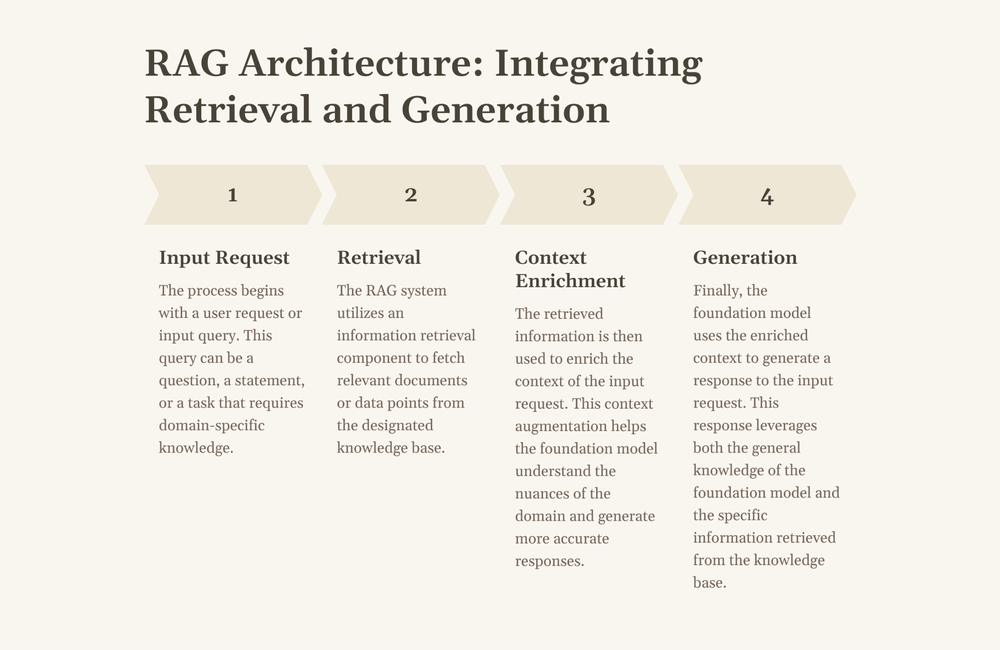 RAG Architecture: Integrating
Retrieval and Generation
1
2
3
4
Input Request
The process begins
with a user request or
input query. This
query can be a
question, a statement,
or a task that requires
domain-specific
knowledge.
Retrieval
The RAG system
utilizes an
information retrieval
component to fetch
relevant documents
or data points from
the designated
knowledge base.
Context
Enrichment
The retrieved
information is then
used to enrich the
context of the input
request. This context
augmentation helps
the foundation model
understand the
nuances of the
domain and generate
more accurate
responses.
Generation
Finally, the
foundation model
uses the enriched
context to generate a
response to the input
request. This
response leverages
both the general
knowledge of the
foundation model and
the specific
information retrieved
from the knowledge
base.